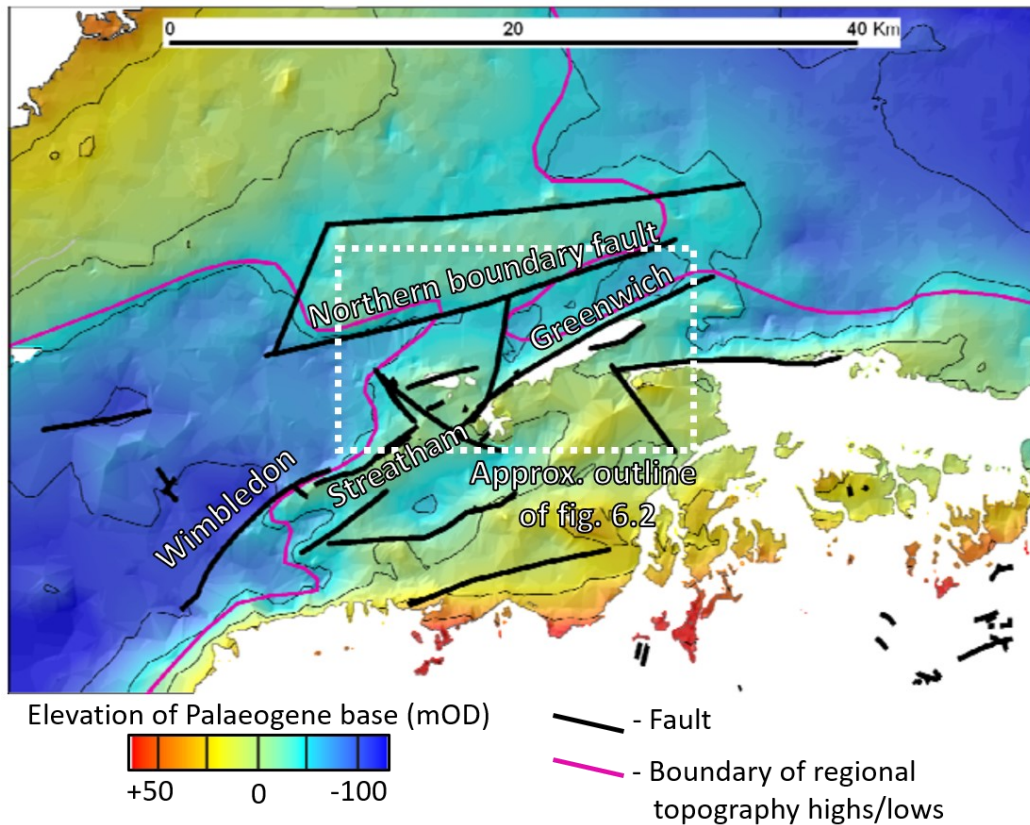 0 20 40 Km
Northern boundary fault
Greenwich
Streatham
Wimbledon
Approx. outline
of fig. 6.2
Elevation of Palaeogene base (mOD)
+50 0 -100
- Fault
- Boundary of regional
topography highs/lows